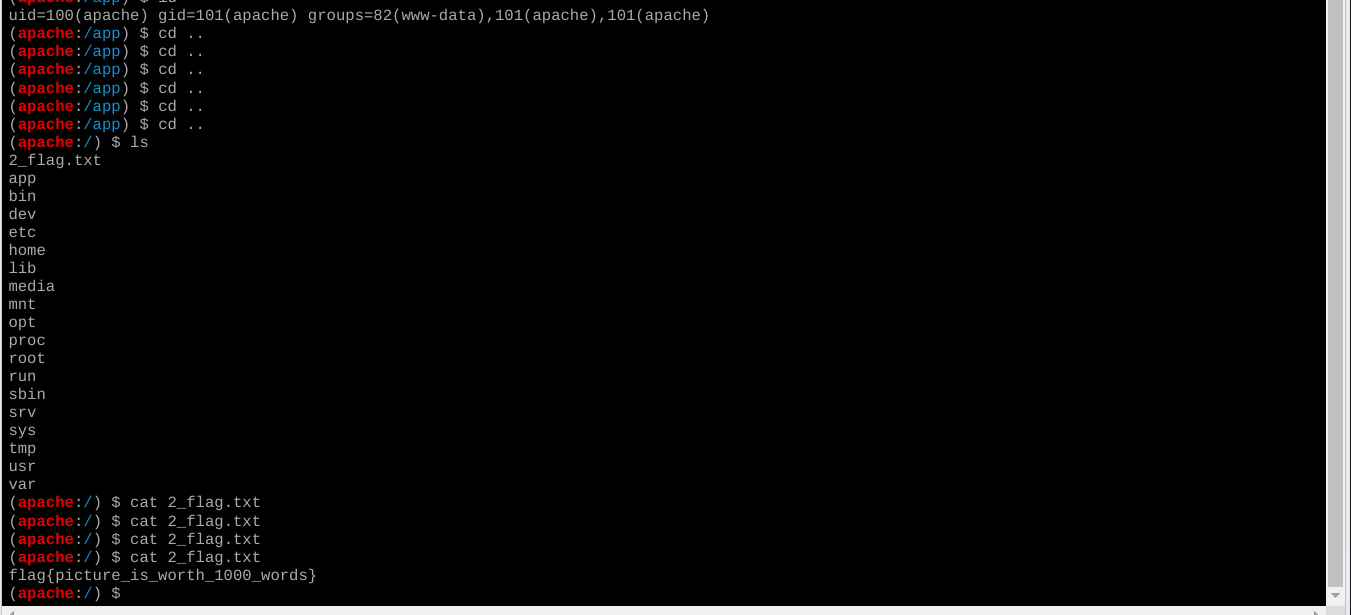 uid=100(apache) gid=101(apache) groups=82(www-data),101(apache),101(apache)
(apache:/app) $ cd ..
(apache:/app) $ cd ..
(apache:/app) $ cd ..
(apache:/app) $ cd ..
(apache:/app) $ cd ..
(apache:/app) $ cd ..
(apache:/) $ ls
2_flag.txt
app
bin
dev
etc
home
lib
media
mnt
opt
proc
root
run
sbin
srv
sys
tmp
usr
var
(apache:/) $ cat 2_flag.txt
(apache:/) $ cat 2_flag.txt
(apache:/) $ cat 2_flag.txt
(apache:/) $ cat 2_flag.txt
flag{picture_is_worth_1000_words}
(apache:/) $